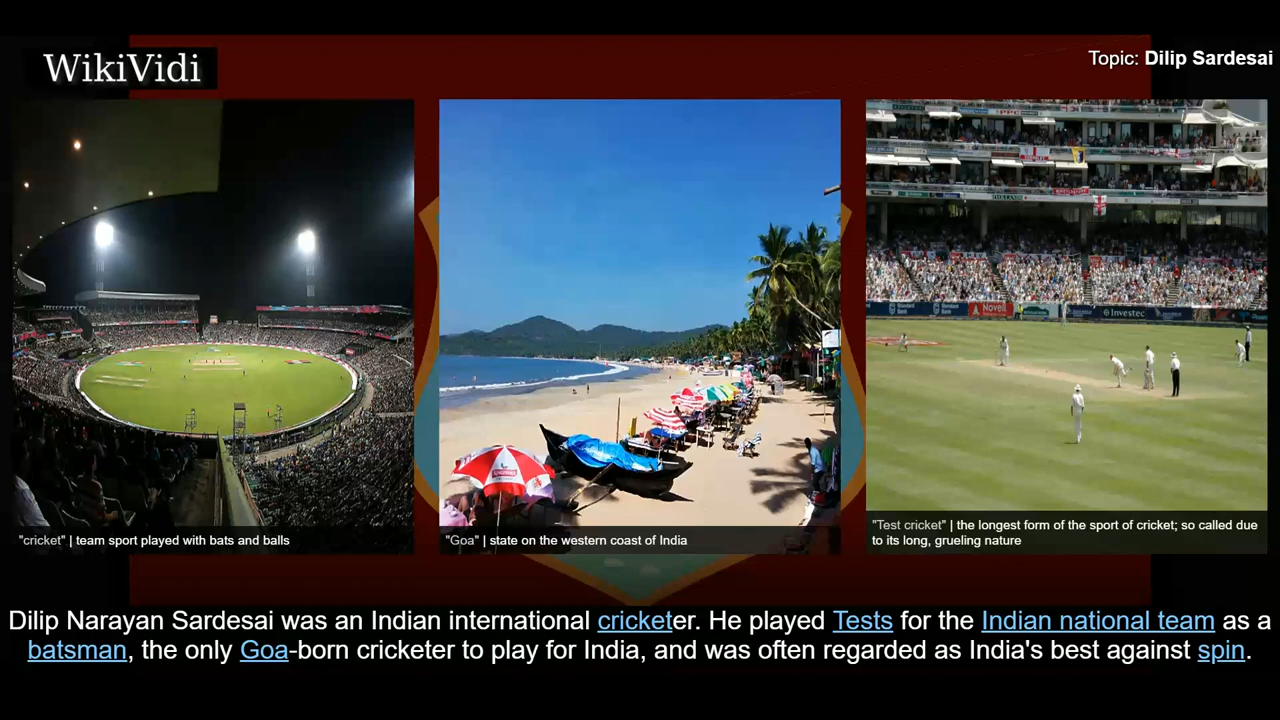 WikiVidi
Topic: Dilip Sardesai
Novell
Investec
"cricket" | team sport played with bats and balls
"Goa" | state on the western coast of India
"Test cricket" | the longest form of the sport of cricket; so called due
to its long, grueling nature
Dilip Narayan Sardesai was an Indian international cricketer. He played Tests for the Indian national team as a
batsman, the only Goa-born cricketer to play for India, and was often regarded as India's best against spin.